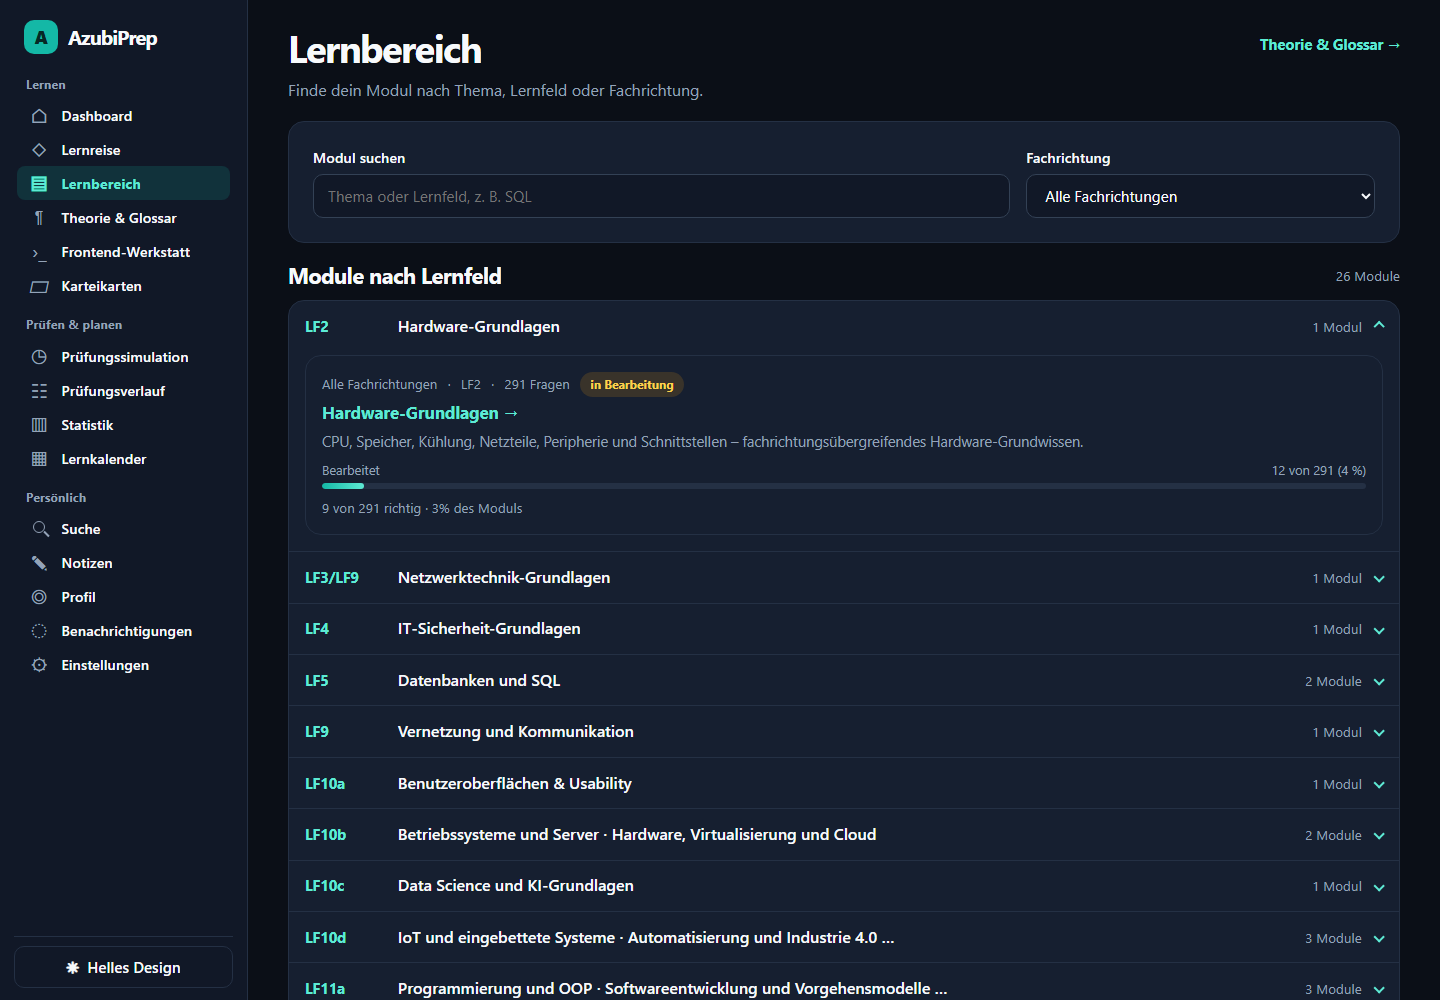 A AzubiPrep
Lernen
Dashboard
Lernreise
Lernbereich
¶ Theorie & Glossar
›_ Frontend-Werkstatt
Karteikarten
Prüfen & planen
Prüfungssimulation
Prüfungsverlauf
Statistik
Lernkalender
Persönlich
Suche
Notizen
Profil
Benachrichtigungen
Einstellungen
Helles Design
Lernbereich
Theorie & Glossar →
Finde dein Modul nach Thema, Lernfeld oder Fachrichtung.
Modul suchen
Thema oder Lernfeld, z. B. SQL
Fachrichtung
Alle Fachrichtungen
Module nach Lernfeld
26 Module
LF2 Hardware-Grundlagen 1 Modul
Alle Fachrichtungen · LF2 · 291 Fragen in Bearbeitung
Hardware-Grundlagen →
CPU, Speicher, Kühlung, Netzteile, Peripherie und Schnittstellen – fachrichtungsübergreifendes Hardware-Grundwissen.
Bearbeitet 12 von 291 (4 %)
9 von 291 richtig · 3% des Moduls
LF3/LF9 Netzwerktechnik-Grundlagen 1 Modul
LF4 IT-Sicherheit-Grundlagen 1 Modul
LF5 Datenbanken und SQL 2 Module
LF9 Vernetzung und Kommunikation 1 Modul
LF10a Benutzeroberflächen & Usability 1 Modul
LF10b Betriebssysteme und Server · Hardware, Virtualisierung und Cloud 2 Module
LF10c Data Science und KI-Grundlagen 1 Modul
LF10d IoT und eingebettete Systeme · Automatisierung und Industrie 4.0 ... 3 Module
LF11a Programmierung und OOP · Softwareentwicklung und Vorgehensmodelle ... 3 Module